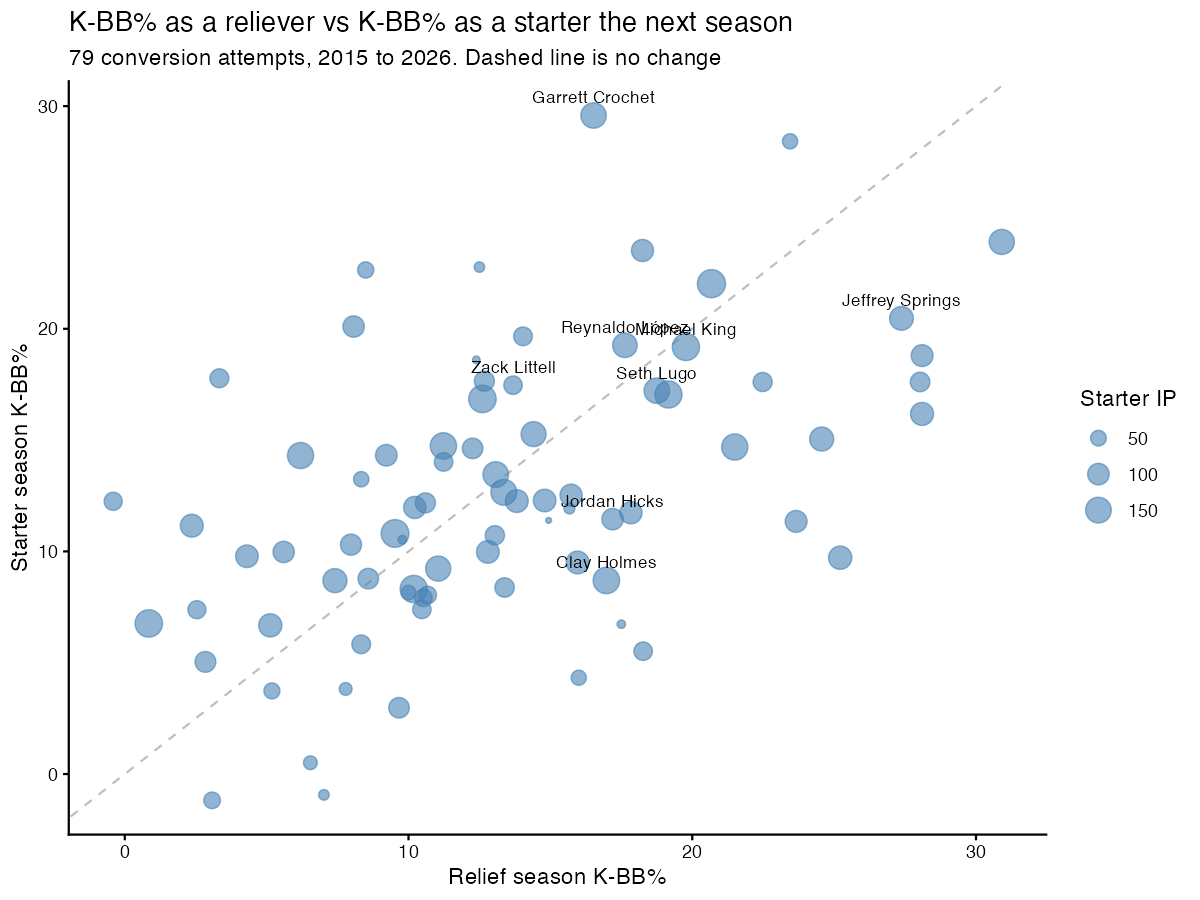 K-BB% as a reliever vs K-BB% as a starter the next season
79 conversion attempts, 2015 to 2026. Dashed line is no change
Garrett Crochet
Jeffrey Springs
Reynaldo López
Michael King
Zack Littell
Seth Lugo
Jordan Hicks
Clay Holmes
30
20
10
0
Starter season K-BB%
0
10
20
30
Relief season K-BB%
Starter IP
50
100
150